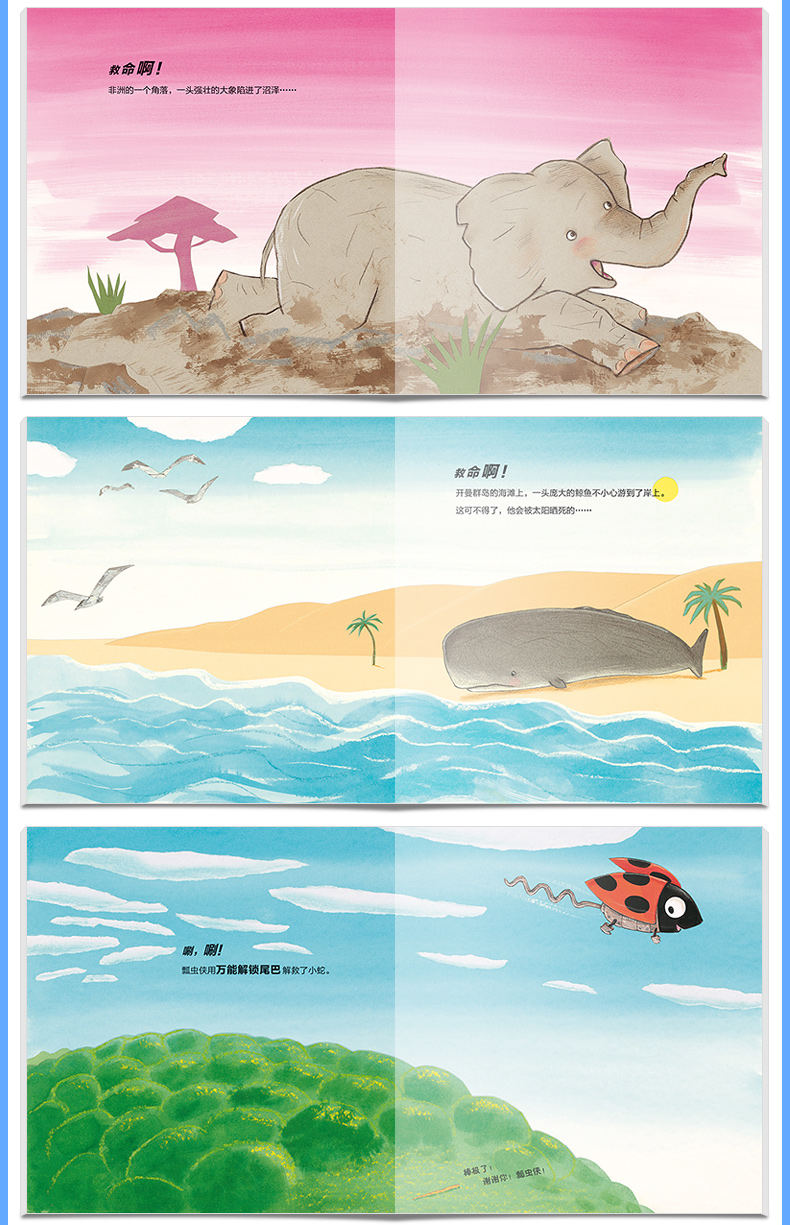 救命啊！
非洲的一个角落，一头强壮的大象陷进了沼泽……
救命啊！
开曼群岛的海滩上，一头庞大的鲸鱼不小心游到了岸上。
这可不得了，他会被太阳晒死的……
唰，唰！
瓢虫侠用万能解锁尾巴解救了小蛇。
棒极了！
谢谢你！瓢虫侠！